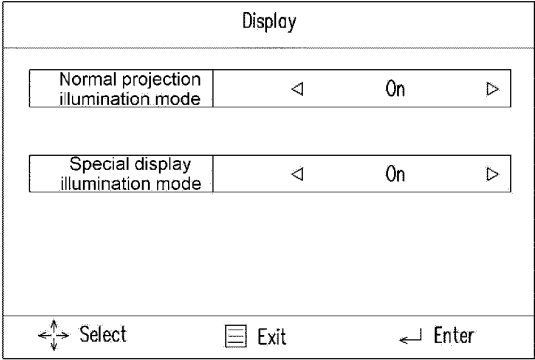 Display
Normal projection
illumination mode
On
Special display
illumination mode
On
Select
Exit
Enter